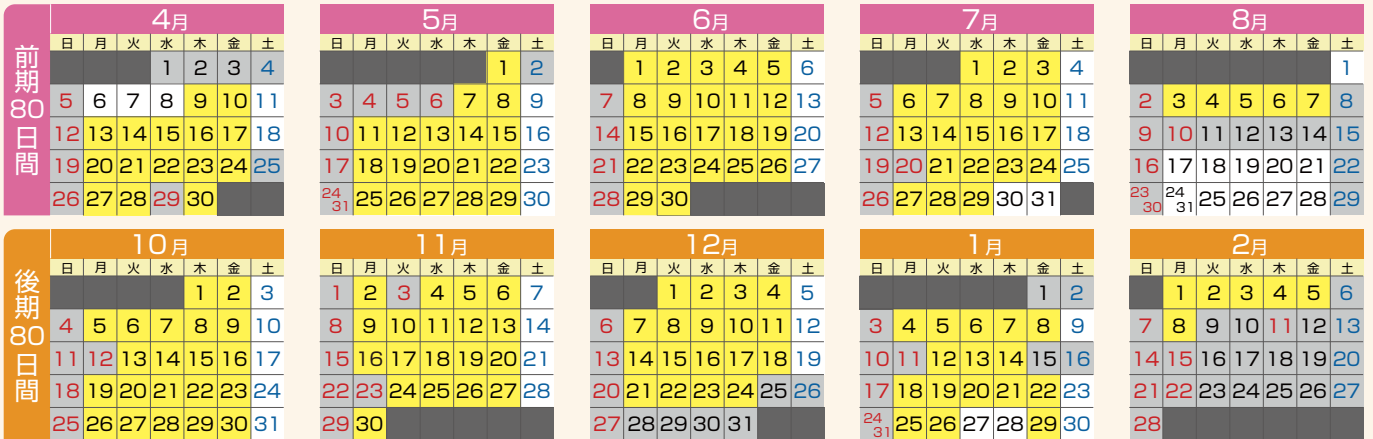 前期80日間
4月
日 月 火 水 木 金 土
1 2 3 4
5 6 7 8 9 10 11
12 13 14 15 16 17 18
19 20 21 22 23 24 25
26 27 28 29 30
5月
日 月 火 水 木 金 土
1 2
3 4 5 6 7 8 9
10 11 12 13 14 15 16
17 18 19 20 21 22 23
24 31 25 26 27 28 29 30
6月
日 月 火 水 木 金 土
1 2 3 4 5 6
7 8 9 10 11 12 13
14 15 16 17 18 19 20
21 22 23 24 25 26 27
28 29 30
7月
日 月 火 水 木 金 土
1 2 3 4
5 6 7 8 9 10 11
12 13 14 15 16 17 18
19 20 21 22 23 24 25
26 27 28 29 30 31
8月
日 月 火 水 木 金 土
1
2 3 4 5 6 7 8
9 10 11 12 13 14 15
16 17 18 19 20 21 22
23 30 24 31 25 26 27 28 29
後期80日間
10月
日 月 火 水 木 金 土
1 2 3
4 5 6 7 8 9 10
11 12 13 14 15 16 17
18 19 20 21 22 23 24
25 26 27 28 29 30 31
11月
日 月 火 水 木 金 土
1 2 3 4 5 6 7
8 9 10 11 12 13 14
15 16 17 18 19 20 21
22 23 24 25 26 27 28
29 30
12月
日 月 火 水 木 金 土
1 2 3 4 5
6 7 8 9 10 11 12
13 14 15 16 17 18 19
20 21 22 23 24 25 26
27 28 29 30 31
1月
日 月 火 水 木 金 土
1 2
3 4 5 6 7 8 9
10 11 12 13 14 15 16
17 18 19 20 21 22 23
24 31 25 26 27 28 29 30
2月
日 月 火 水 木 金 土
1 2 3 4 5 6
7 8 9 10 11 12 13
14 15 16 17 18 19 20
21 22 23 24 25 26 27
28